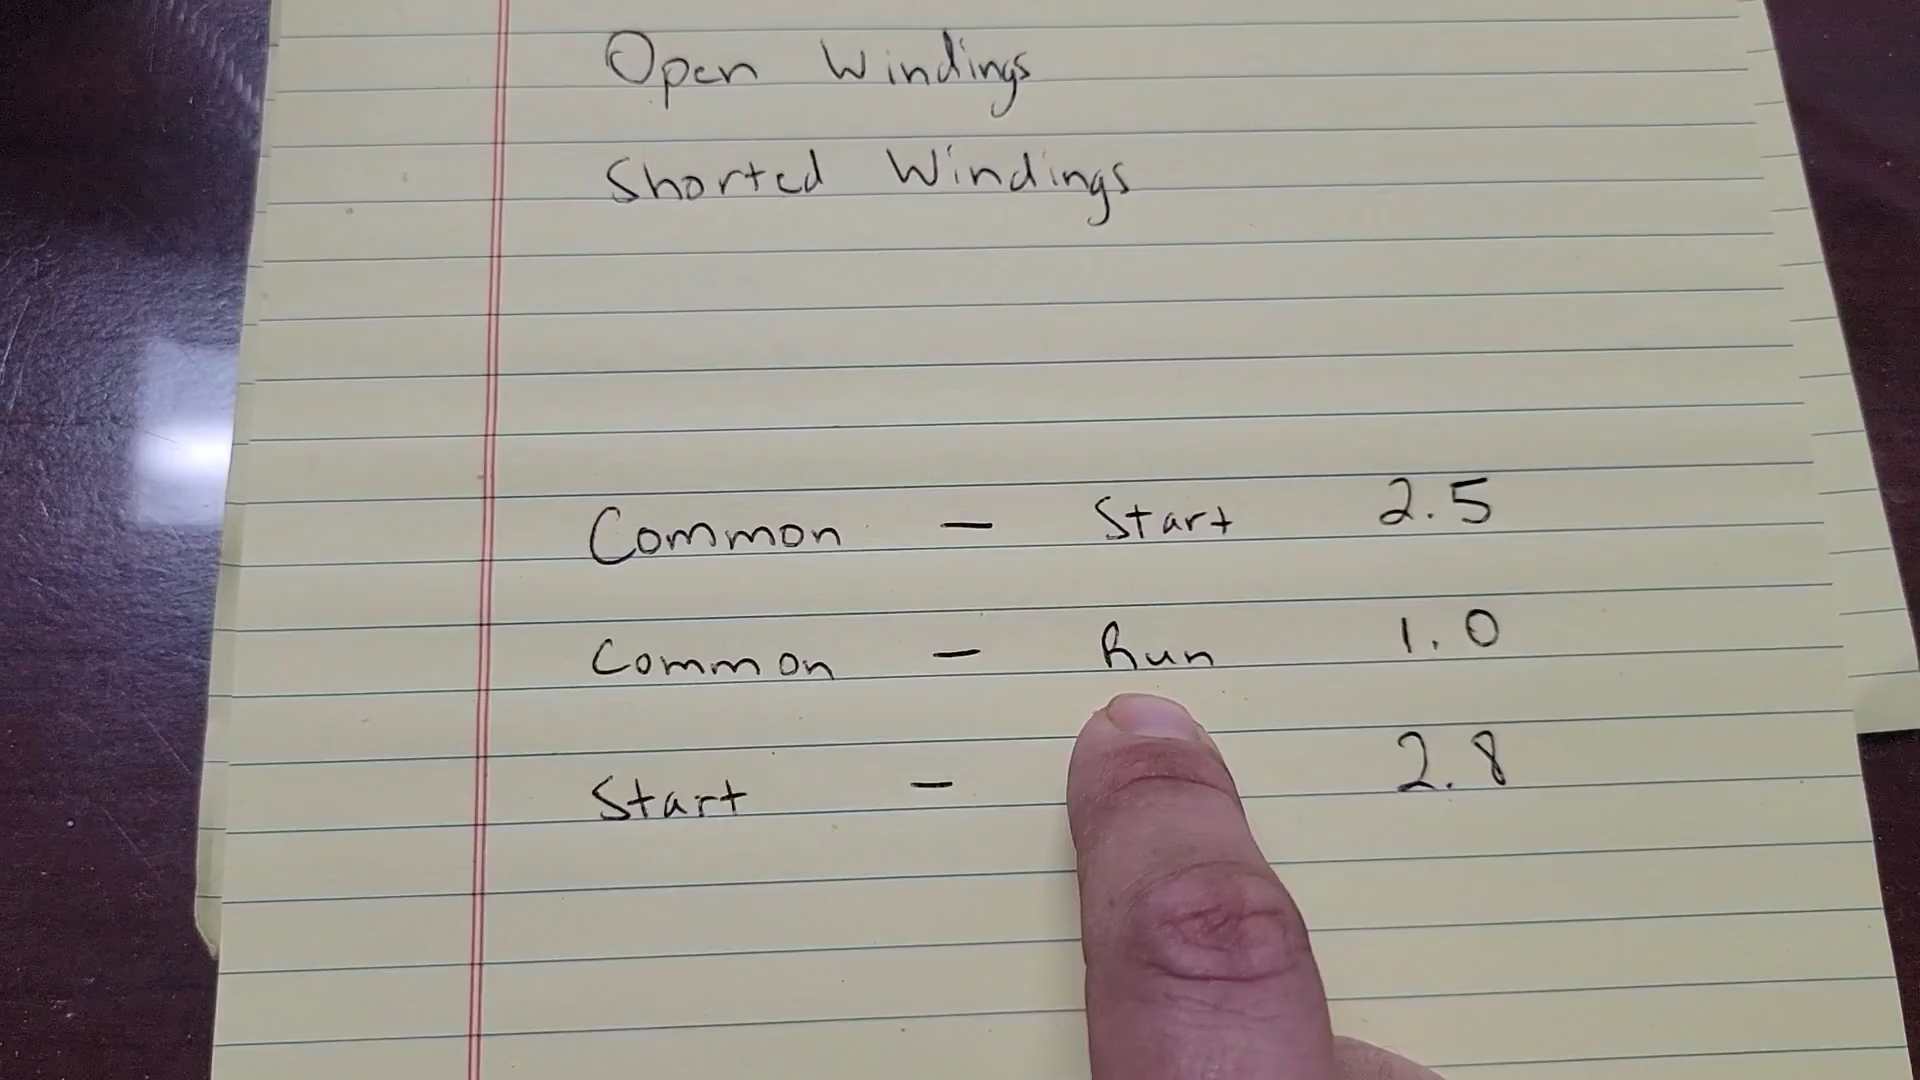 Open Windings
Shorted Windings
Common - Start 2.5
Common - Run 1.0
Start - 2.8